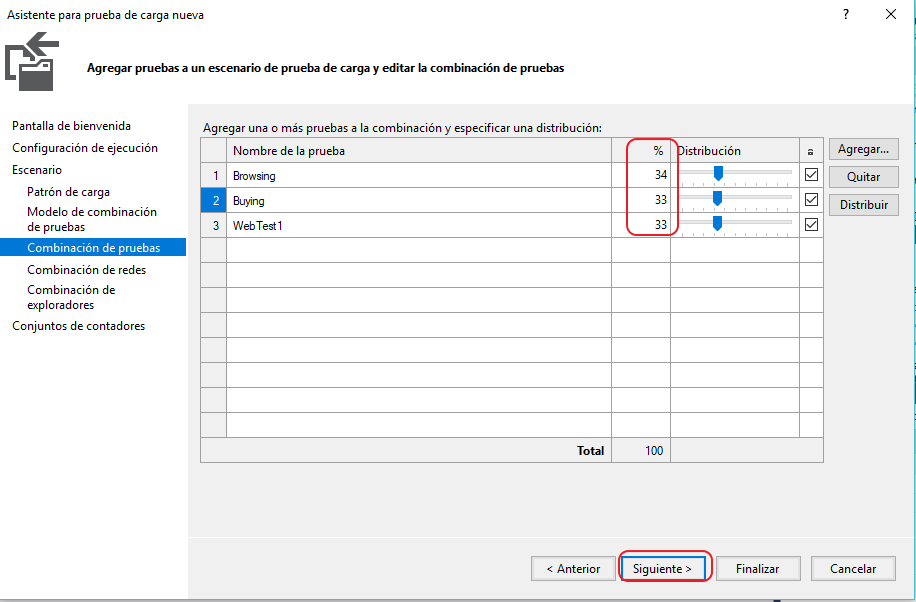 Asistente para prueba de carga nueva
?
Agregar pruebas a un escenario de prueba de carga y editar la combinación de pruebas
Pantalla de bienvenida
Configuración de ejecución
Escenario
Patrón de carga
Modelo de combinación
de pruebas
Combinación de pruebas
Combinación de redes
Combinación de
exploradores
Conjuntos de contadores
Agregar una o más pruebas a la combinación y especificar una distribución:
Nombre de la prueba % Distribución
1 Browsing 34
2 Buying 33
3 WebTest1 33
Total 100
Agregar...
Quitar
Distribuir
< Anterior Siguiente > Finalizar Cancelar